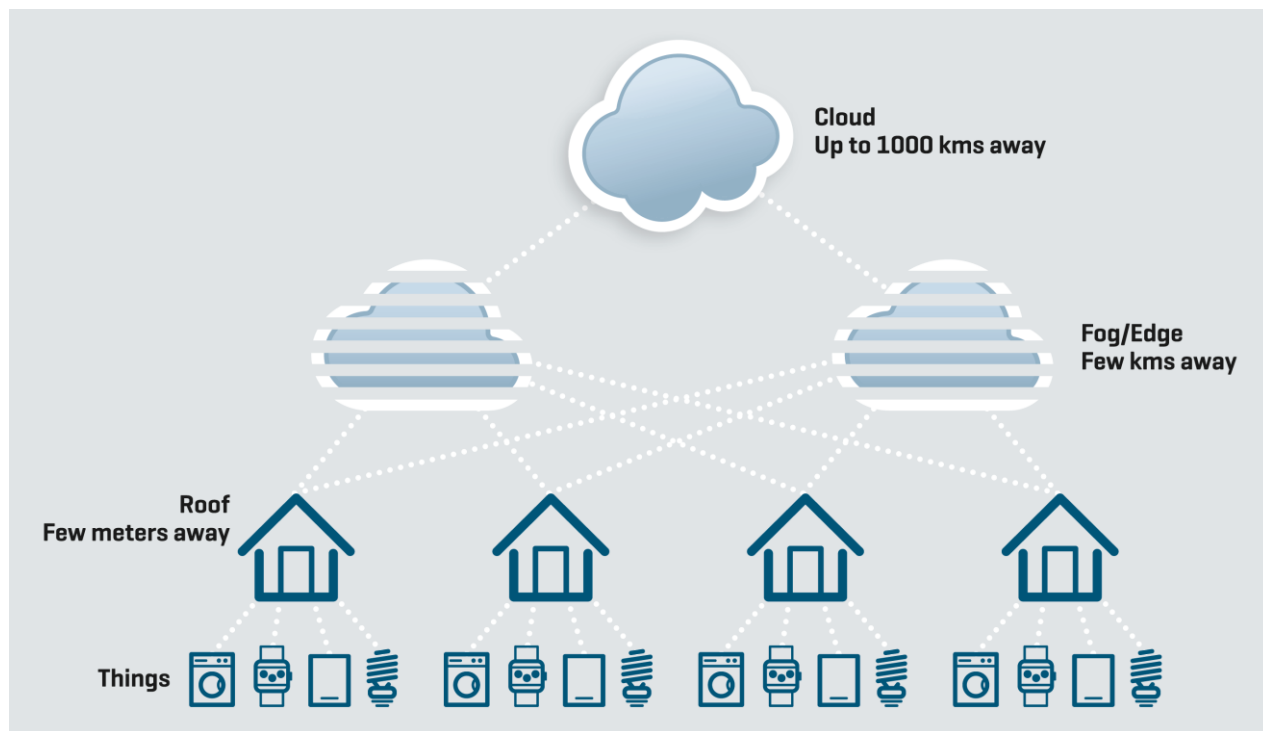 Cloud
Up to 1000 kms away
Fog/Edge
Few kms away
Roof
Few meters away
Things